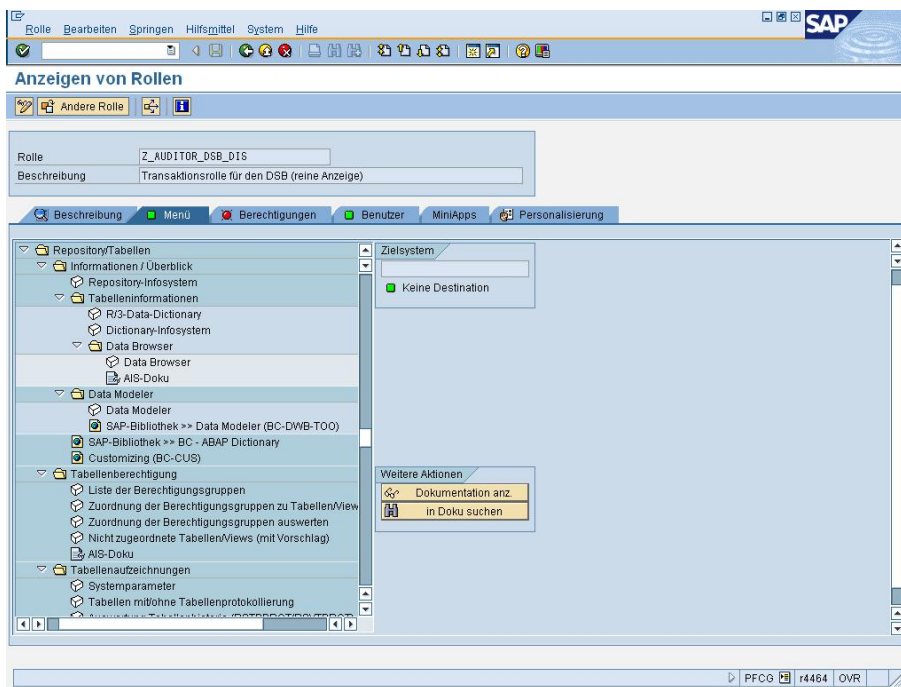 Rolle Bearbeiten Springen Hilfsmittel System Hilfe
SAP
Anzeigen von Rollen
Andere Rolle
Rolle Z_AUDITOR_DSB_DIS
Beschreibung Transaktionsrolle für den DSB (reine Anzeige)
Beschreibung Menü Berechtigungen Benutzer MiniApps Personalisierung
Repository/Tabellen
Informationen / Überblick
Repository-Infosystem
Tabelleninformationen
R/3-Data-Dictionary
Dictionary-Infosystem
Data Browser
Data Browser
AIS-Doku
Data Modeler
Data Modeler
SAP-Bibliothek >> Data Modeler (BC-DWB-TOO)
SAP-Bibliothek >> BC - ABAP Dictionary
Customizing (BC-CUS)
Tabellenberechtigung
Liste der Berechtigungsgruppen
Zuordnung der Berechtigungsgruppen zu Tabellen/View
Zuordnung der Berechtigungsgruppen auswerten
Nicht zugeordnete Tabellen/Views (mit Vorschlag)
AIS-Doku
Tabellenaufzeichnungen
Systemparameter
Tabellen mit/ohne Tabellenprotokollierung
Zielsystem
Keine Destination
Weitere Aktionen
Dokumentation anz.
in Doku suchen
PFCG r4464 OVR